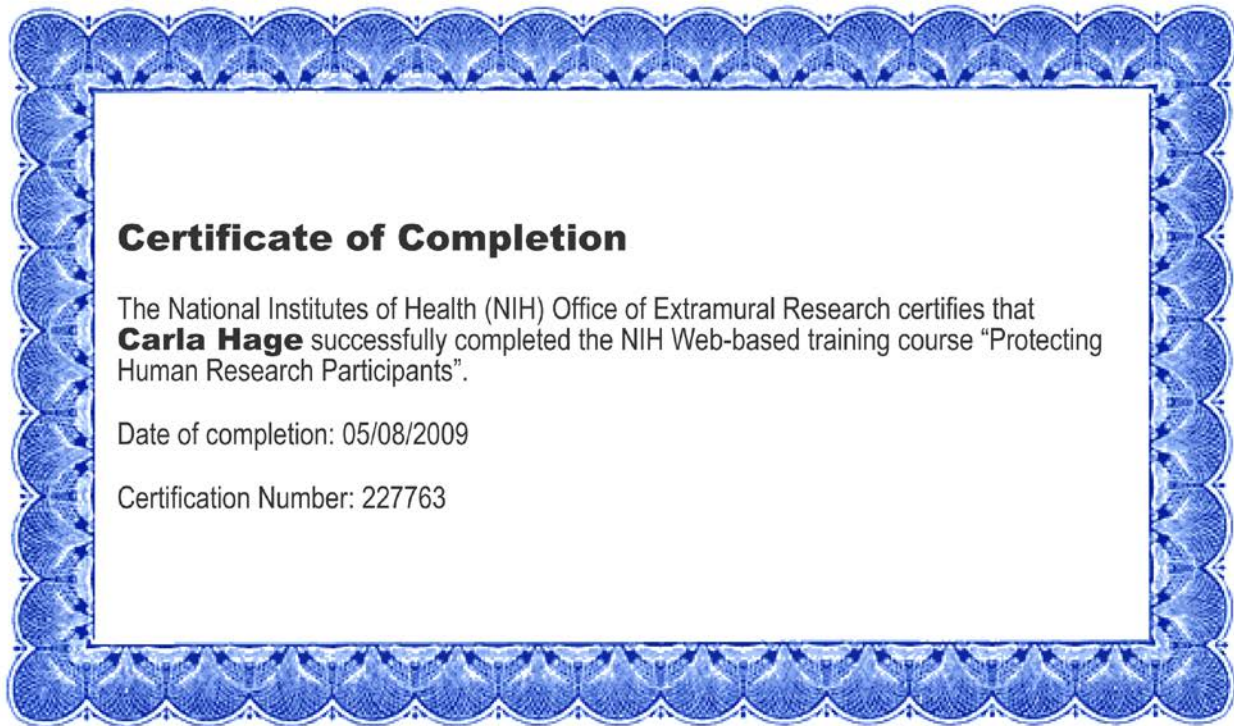 Certificate of Completion
The National Institutes of Health (NIH) Office of Extramural Research certifies that
Carla Hage successfully completed the NIH Web-based training course “Protecting
Human Research Participants”.
Date of completion: 05/08/2009
Certification Number: 227763